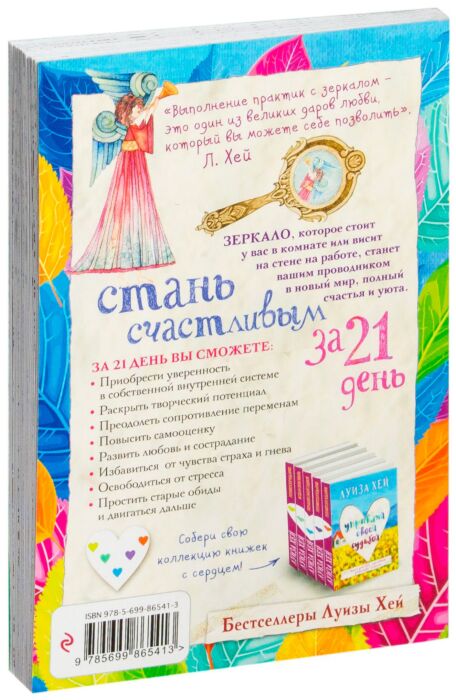 «Выполнение практик с зеркалом –
это один из великих даров любви,
который вы можете себе позволить».
Л. Хей
ЗЕРКАЛО, которое стоит
у вас в комнате или висит
на стене на работе, станет
вашим проводником
в новый мир, полный
счастья и уюта.
стань
счастливым
за 21
день
ЗА 21 ДЕНЬ ВЫ СМОЖЕТЕ:
• Приобрести уверенность
в собственной внутренней системе
• Раскрыть творческий потенциал
• Преодолеть сопротивление переменам
• Повысить самооценку
• Развить любовь и сострадание
• Избавиться от чувства страха и гнева
• Освободиться от стресса
• Простить старые обиды
и двигаться дальше
ЛУИЗА ХЕЙ
управляй
своей
судьбой
Собери свою
коллекцию книжек
с сердцем!
ISBN 978-5-699-86541-3
9 785699 865413 >
Бестселлеры Луизы Хей